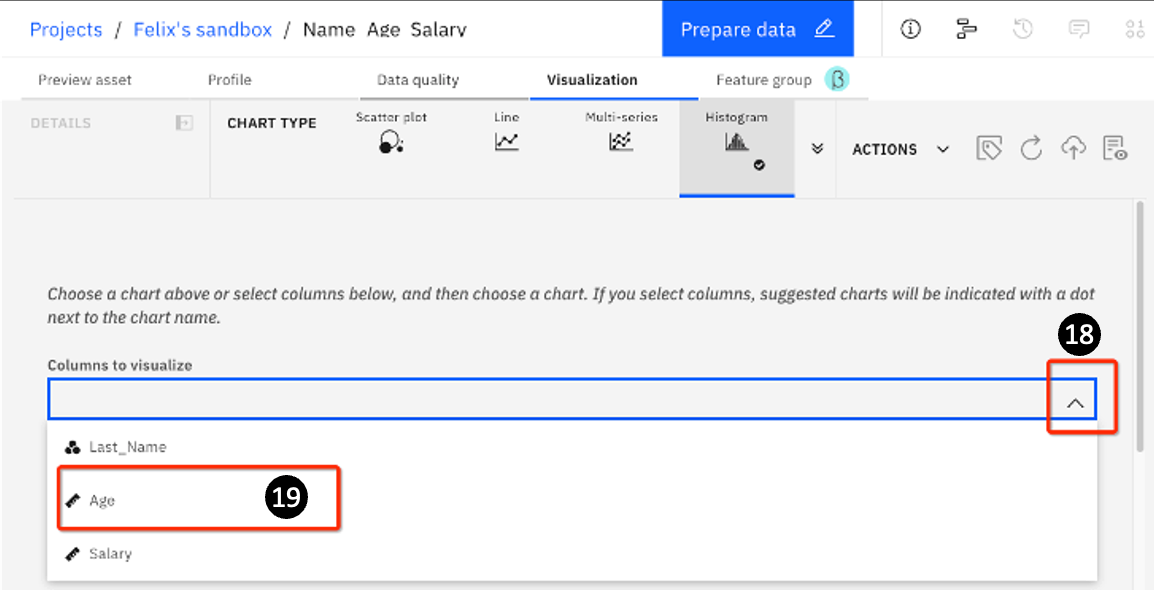 Projects / Felix's sandbox / Name Age Salary
Prepare data
Preview asset Profile Data quality Visualization Feature group β
DETAILS
CHART TYPE
Scatter plot Line Multi-series Histogram
ACTIONS
Choose a chart above or select columns below, and then choose a chart. If you select columns, suggested charts will be indicated with a dot
next to the chart name.
18
Columns to visualize
Last_Name
Age
19
Salary